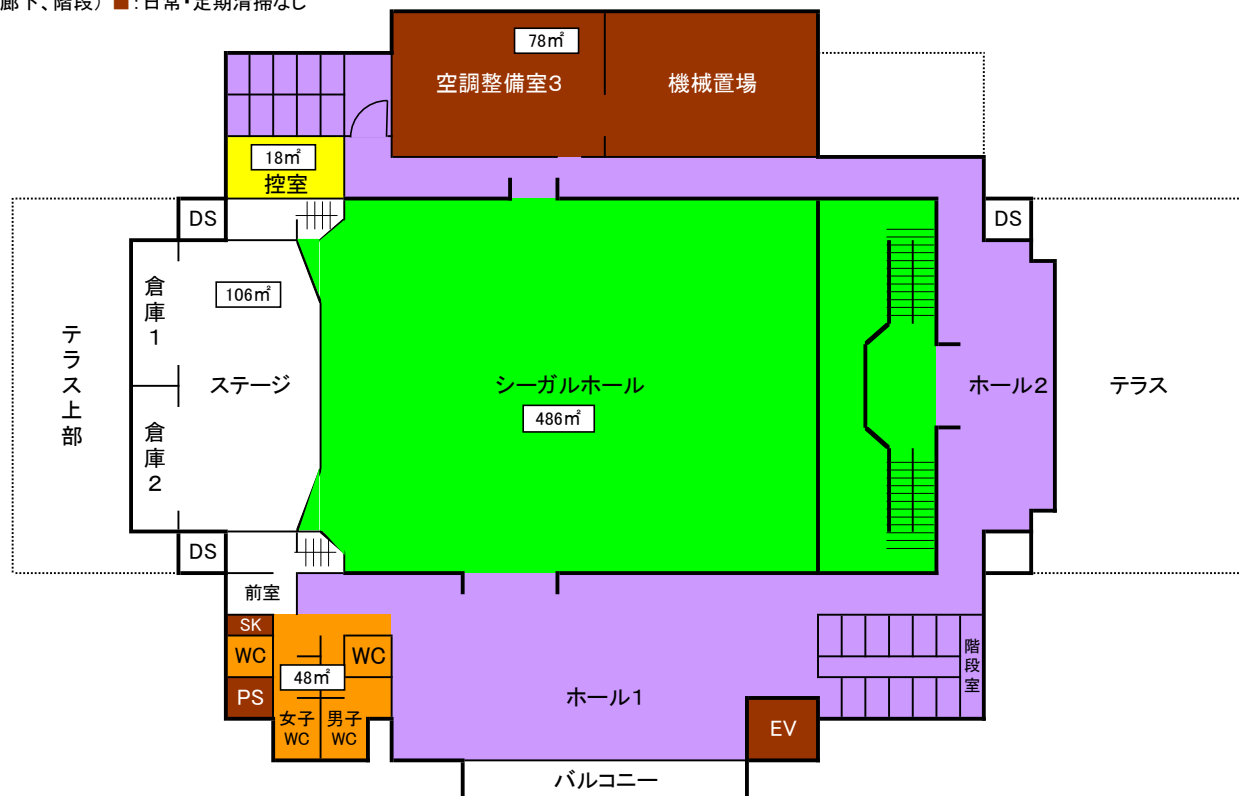 廊下、階段) ■:日常・定期清掃なし
78㎡
空調整備室3
機械置場
18㎡
控室
DS
DS
倉庫1
106㎡
テラス上部
ステージ
シーガルホール
486㎡
ホール2
テラス
倉庫2
DS
前室
SK
WC
WC
48㎡
PS
女子
WC
男子
WC
ホール1
階段室
EV
バルコニー